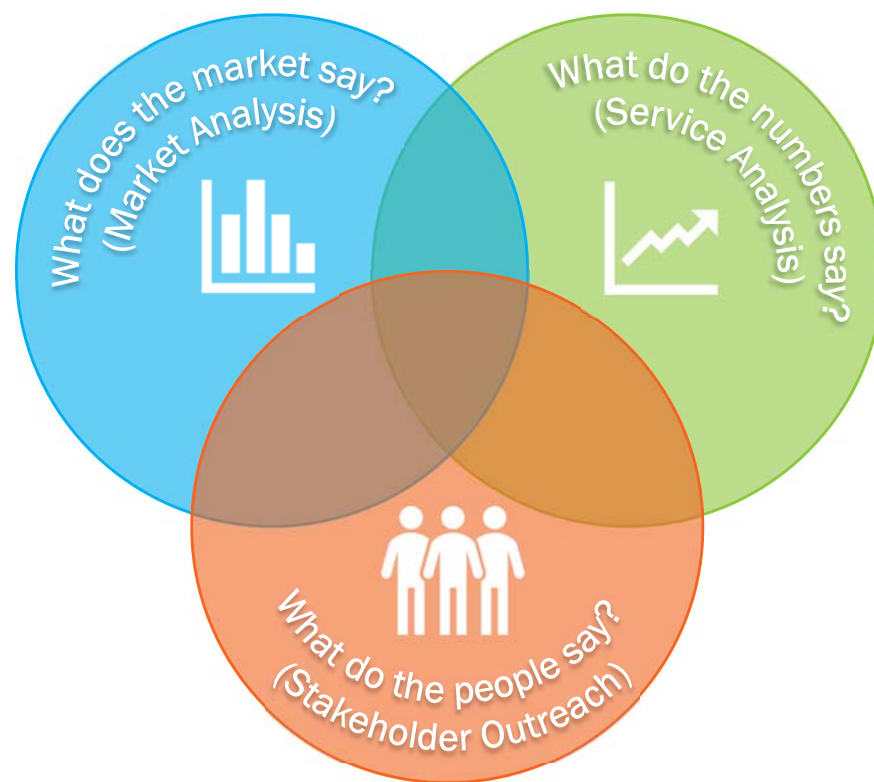 What does the market say?
(Market Analysis)
What do the numbers say?
(Service Analysis)
What do the people say?
(Stakeholder Outreach)